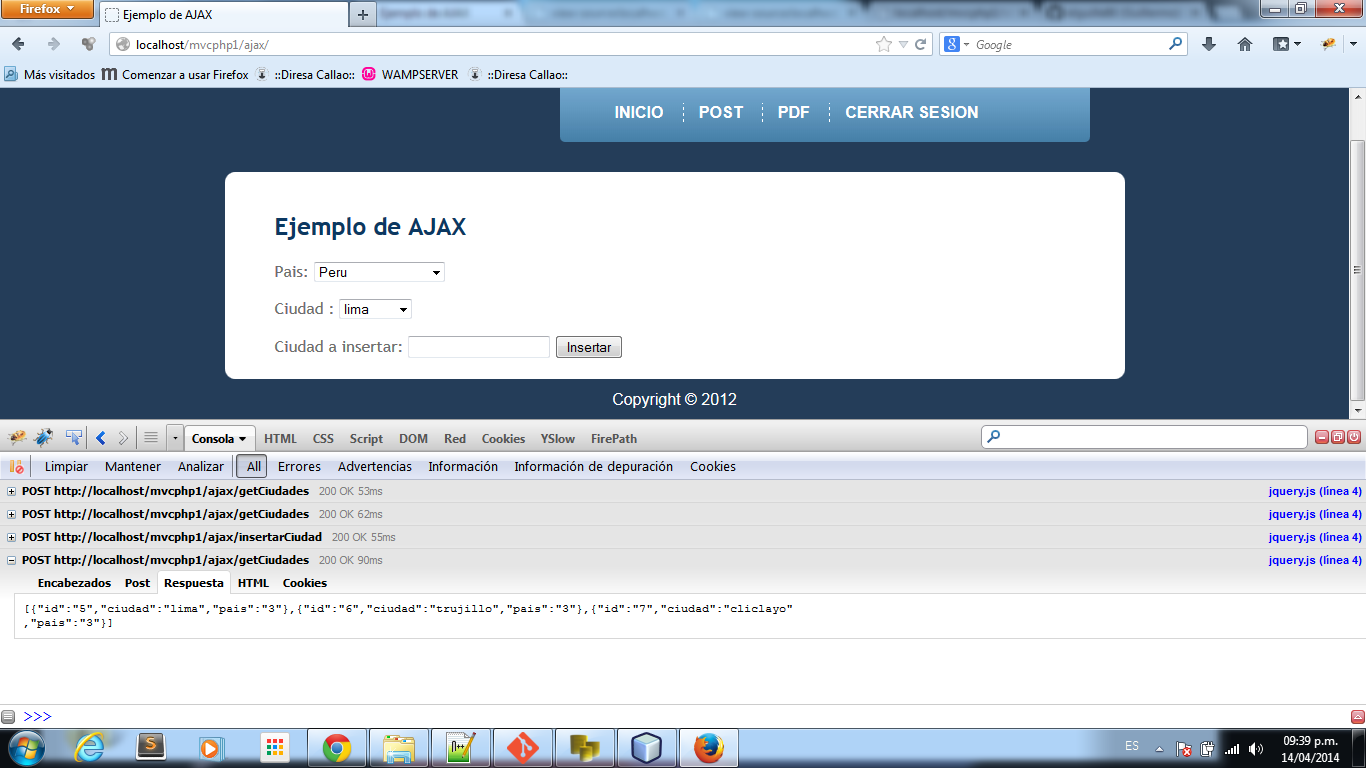 Firefox
Ejemplo de AJAX
Ejemplo de AJAX
localhost/mvcphp1/ajax/
Google
Más visitados
Comenzar a usar Firefox
::Diresa Callao::
WAMPSERVER
::Diresa Callao::
INICIO
POST
PDF
CERRAR SESION
Ejemplo de AJAX
Pais: Peru
Ciudad : lima
Ciudad a insertar: Insertar
Copyright © 2012
Consola HTML CSS Script DOM Red Cookies YSlow FirePath
Limpiar Mantener Analizar All Errores Advertencias Información Información de depuración Cookies
POST http://localhost/mvcphp1/ajax/getCiudades 200 OK 53ms jquery.js (línea 4)
POST http://localhost/mvcphp1/ajax/getCiudades 200 OK 62ms jquery.js (línea 4)
POST http://localhost/mvcphp1/ajax/insertarCiudad 200 OK 55ms jquery.js (línea 4)
POST http://localhost/mvcphp1/ajax/getCiudades 200 OK 90ms jquery.js (línea 4)
Encabezados Post Respuesta HTML Cookies
[{"id":"5","ciudad":"lima","pais":"3"},{"id":"6","ciudad":"trujillo","pais":"3"},{"id":"7","ciudad":"cliclayo"
,"pais":"3"}]
>>>
ES
09:39 p.m.
14/04/2014